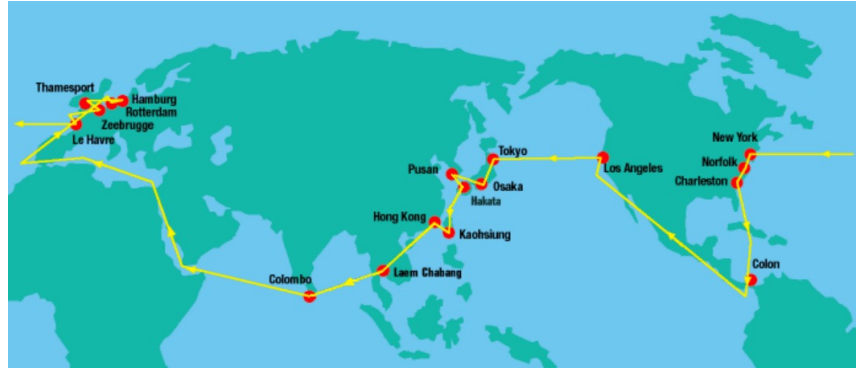 Thamesport
Hamburg
Rotterdam
Zeebrugge
Le Havre
New York
Norfolk
Charleston
Tokyo
Los Angeles
Pusan
Osaka
Hakata
Hong Kong
Kaohsiung
Colon
Colombo
Laem Chabang